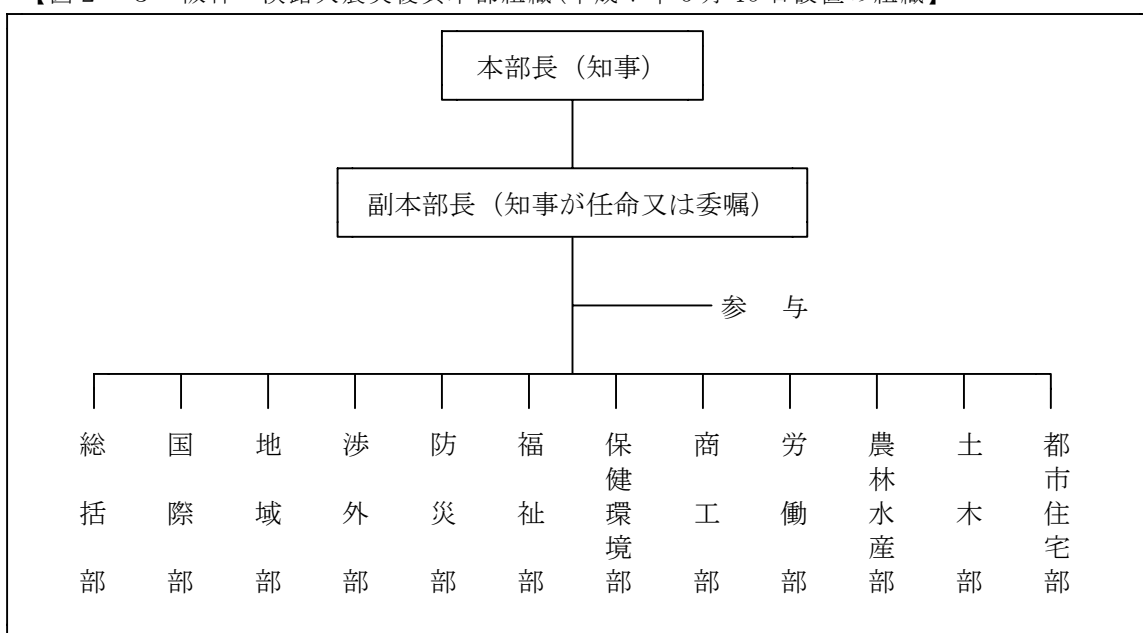 本部長(知事)
副本部長(知事が任命又は委嘱)
参 与
総括部
国際部
地域部
渉外部
防災部
福祉部
保健環境部
商工部
労働部
農林水産部
土木部
都市住宅部